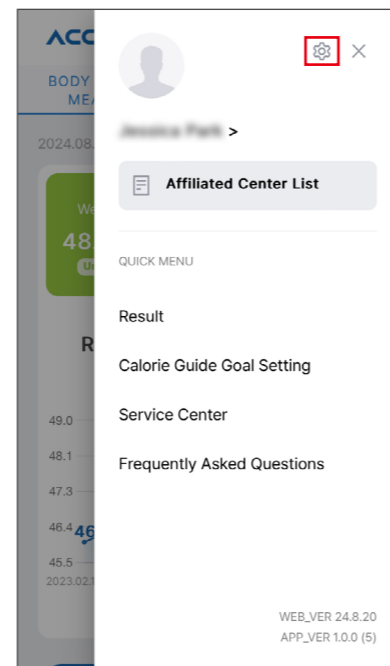 ACC
BODY
ME
2024.08.
We
48.
>
Affiliated Center List
QUICK MENU
Result
R
Calorie Guide Goal Setting
49.0
Service Center
48.1
Frequently Asked Questions
47.3
46.4 46
45.5
2023.02.1
WEB_VER 24.8.20
APP_VER 1.0.0 (5)